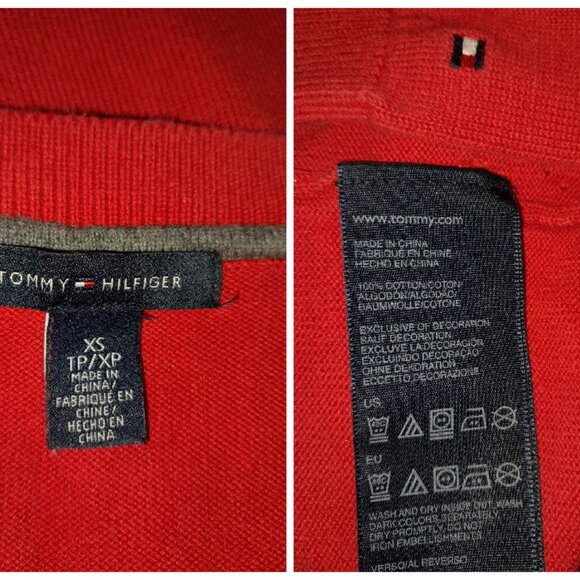 TOMMY HILFIGER
XS
TP/XP
MADE IN
CHINA/
FABRIQUÉ EN
CHINE/
HECHO EN
CHINA
www.tommy.com
MADE IN CHINA
FABRIQUÉ EN CHINE
HECHO EN CHINA
100% COTTON/COTON/
ALGODÓN/ALGODÃO/
BAUMWOLLE/COTONE
EXCLUSIVE OF DECORATION
SAUF DÉCORATION
EXCLUYE LA DECORACIÓN
EXCLUINDO DECORAÇÃO
OHNE DEKORATION
ECCETTO DECORAZIONE
US
EU
WASH AND DRY INSIDE OUT. WASH
DARK COLORS SEPARATELY.
DRY PROMPTLY. DO NOT
IRON EMBELLISHMENTS.
VERSO/AL REVERSO